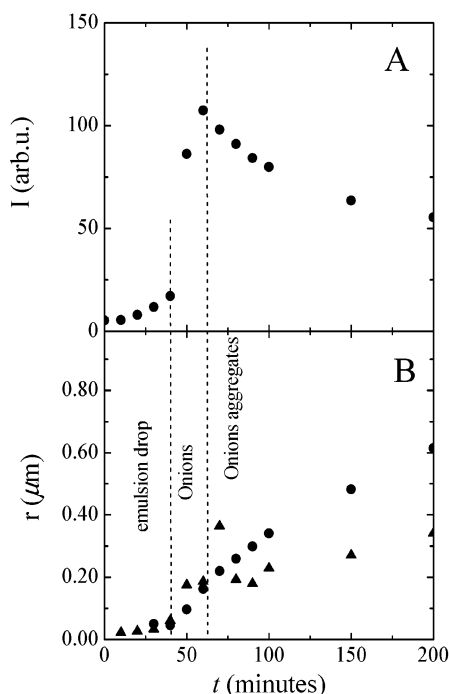 A
150
100
50
0
I (arb.u.)
B
0.80
0.60
0.40
0.20
0.00
r (μm)
emulsion drop
Onions
Onions aggregates
0 50 100 150 200
t (minutes)